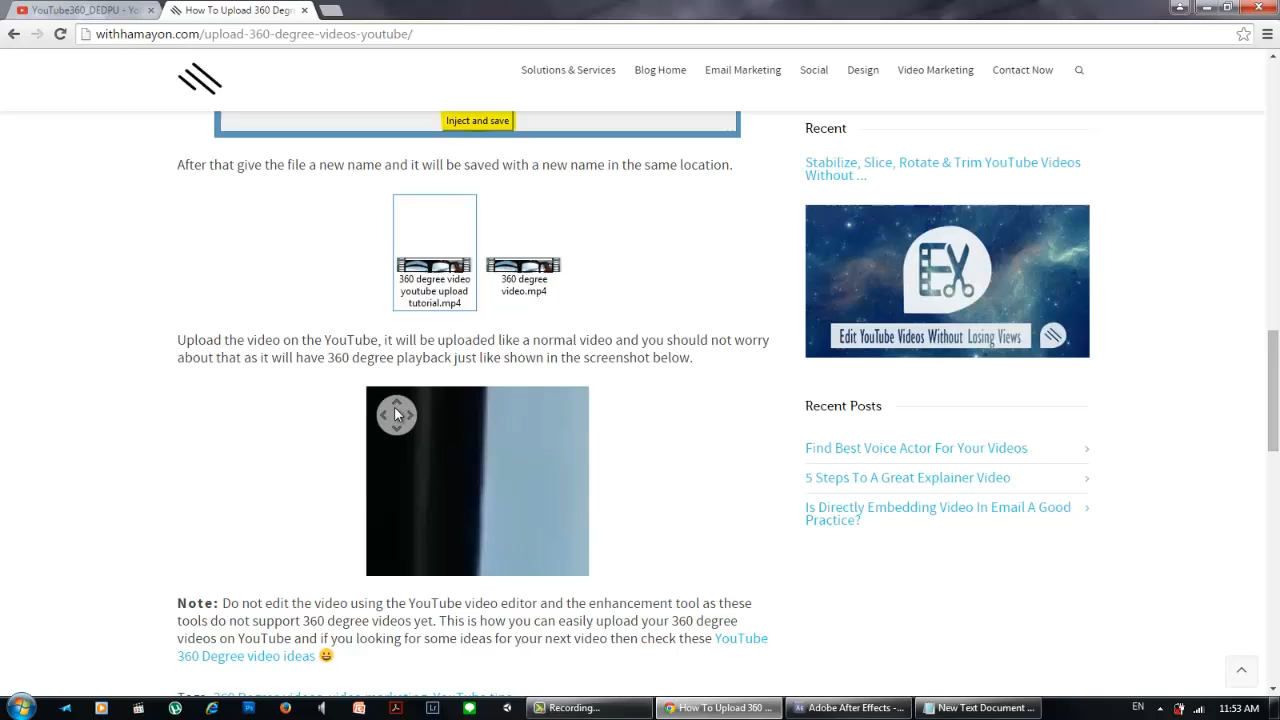 YouTube360_DEDPU - You
How To Upload 360 Degr
withhamayon.com/upload-360-degree-videos-youtube/
Solutions & Services Blog Home Email Marketing Social Design Video Marketing Contact Now
Inject and save
After that give the file a new name and it will be saved with a new name in the same location.
360 degree video
youtube upload
tutorial.mp4
360 degree
video.mp4
Upload the video on the YouTube, it will be uploaded like a normal video and you should not worry
about that as it will have 360 degree playback just like shown in the screenshot below.
Note: Do not edit the video using the YouTube video editor and the enhancement tool as these
tools do not support 360 degree videos yet. This is how you can easily upload your 360 degree
videos on YouTube and if you looking for some ideas for your next video then check these YouTube
360 Degree video ideas
Tags 360 Degree videos, video marketing, YouTube tips
Recent
Stabilize, Slice, Rotate & Trim YouTube Videos
Without ...
EX
Edit YouTube Videos Without Losing Views
Recent Posts
Find Best Voice Actor For Your Videos
5 Steps To A Great Explainer Video
Is Directly Embedding Video In Email A Good
Practice?
Recording...
How To Upload 360 ...
Adobe After Effects -...
New Text Document ...
EN
11:53 AM